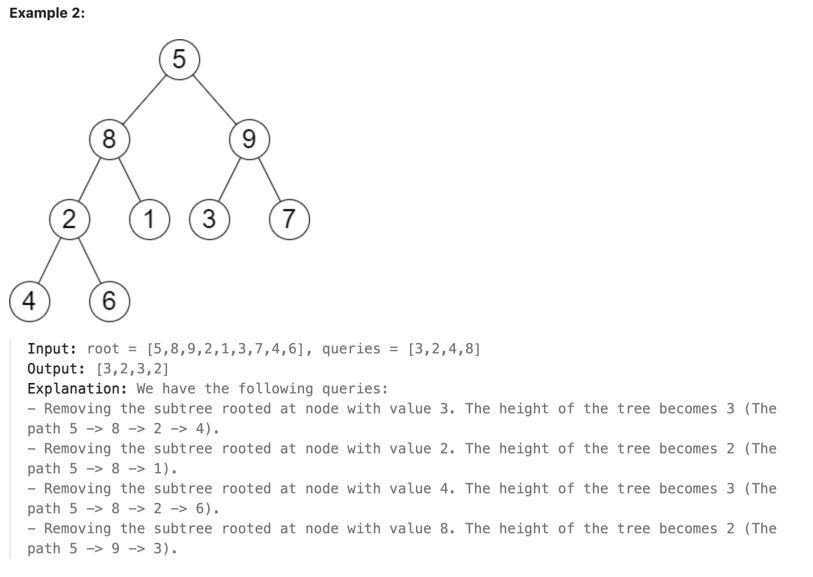 Example 2:
5
8 9
2 1 3 7
4 6
Input: root = [5,8,9,2,1,3,7,4,6], queries = [3,2,4,8]
Output: [3,2,3,2]
Explanation: We have the following queries:
– Removing the subtree rooted at node with value 3. The height of the tree becomes 3 (The
path 5 -> 8 -> 2 -> 4).
– Removing the subtree rooted at node with value 2. The height of the tree becomes 2 (The
path 5 -> 8 -> 1).
– Removing the subtree rooted at node with value 4. The height of the tree becomes 3 (The
path 5 -> 8 -> 2 -> 6).
– Removing the subtree rooted at node with value 8. The height of the tree becomes 2 (The
path 5 -> 9 -> 3).